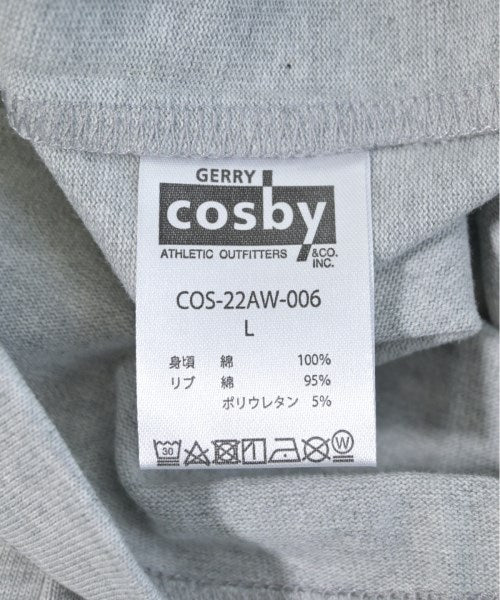 GERRY
cosby
ATHLETIC OUTFITTERS &CO. INC.
COS-22AW-006
L
身頃 綿 100%
リブ 綿 95%
ポリウレタン 5%
30 W